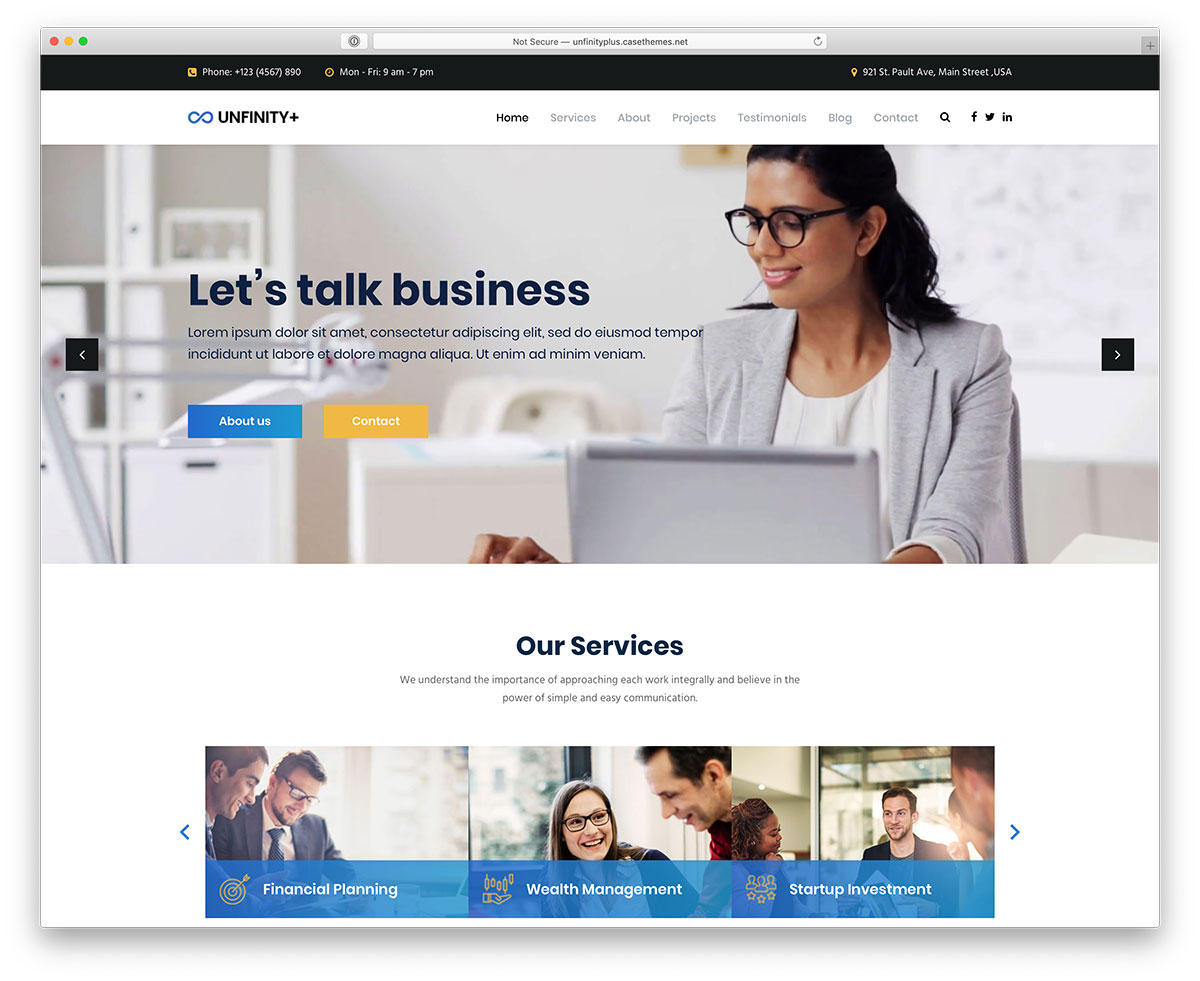 Not Secure — unfinityplus.casethemes.net
Phone: +123 (4567) 890
Mon - Fri: 9 am - 7 pm
921 St. Pault Ave, Main Street ,USA
UNFINITY+
Home
Services
About
Projects
Testimonials
Blog
Contact
Let's talk business
Lorem ipsum dolor sit amet, consectetur adipiscing elit, sed do eiusmod tempor
incididunt ut labore et dolore magna aliqua. Ut enim ad minim veniam.
About us
Contact
Our Services
We understand the importance of approaching each work integrally and believe in the
power of simple and easy communication.
Financial Planning
Wealth Management
Startup Investment